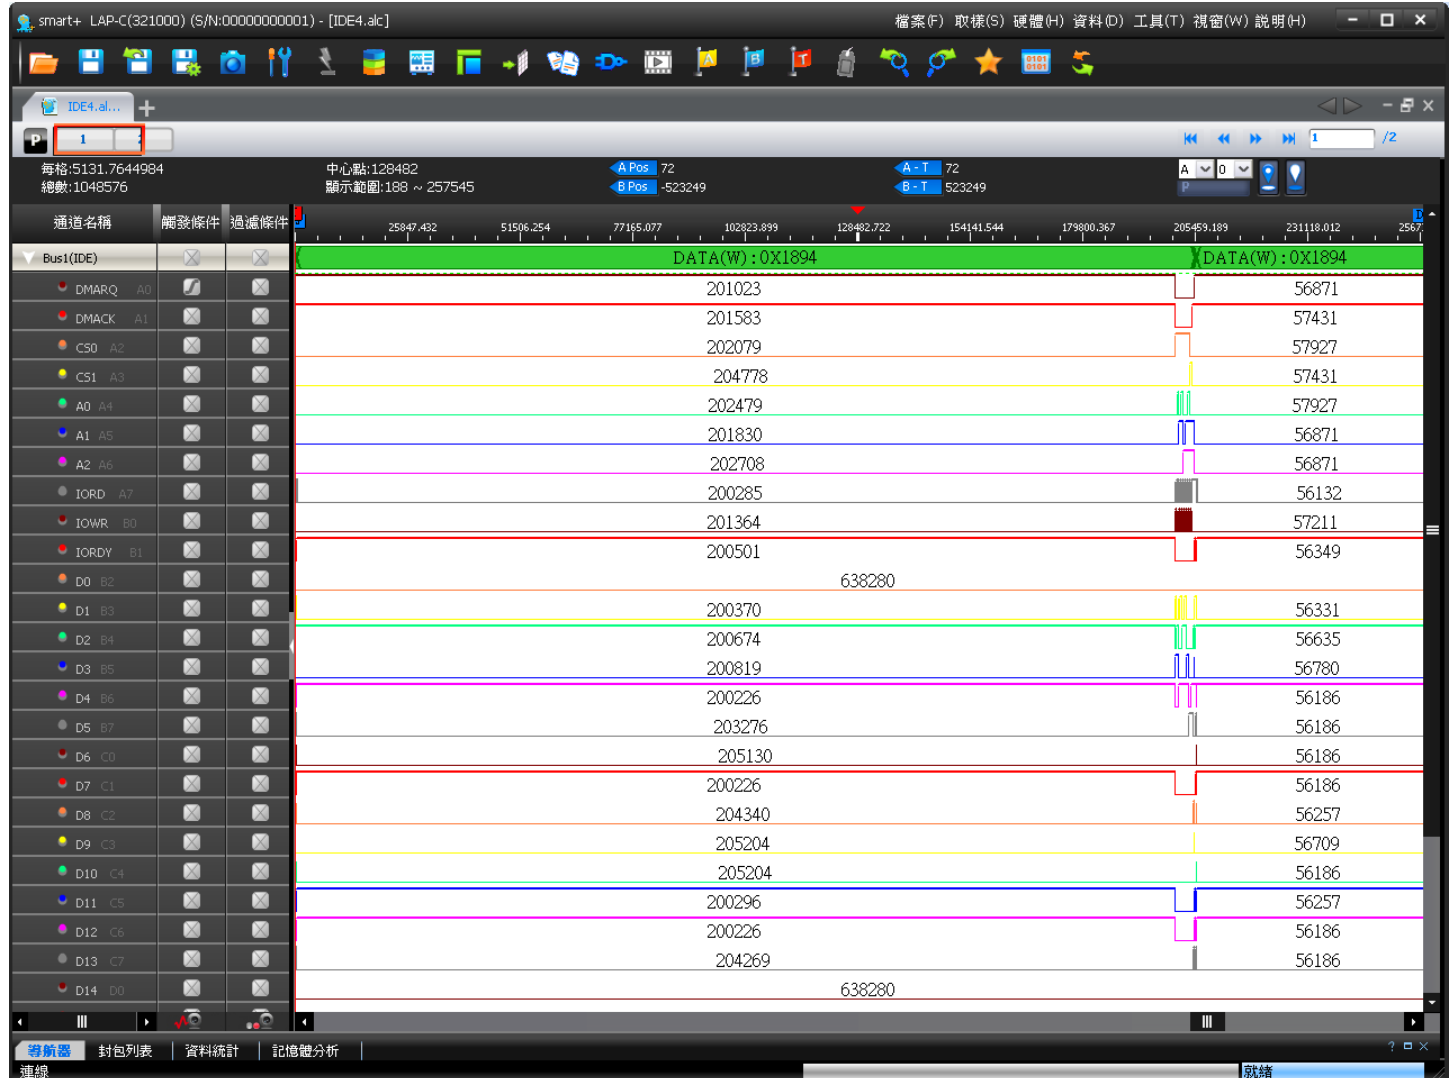 smart+ LAP-C(321000) (S/N:00000000001) - [IDE4.alc] 檔案(F) 取樣(S) 硬體(H) 資料(D) 工具(T) 視窗(W) 説明(H)
A B T 0101 0101
IDE4.al...
P 1 2 1 /2
每格:5131.7644984 中心點:128482 A Pos 72 A - T 72 A 0
總數:1048576 顯示範圍:188 ~ 257545 B Pos -523249 B - T 523249 P
通道名稱 觸發條件 過濾條件 25847.432 51506.254 77165.077 102823.899 128482.722 154141.544 179800.367 205459.189 231118.012 2567 D
Bus1(IDE) DATA(W):0X1894 DATA(W):0X1894
DMARQ A0 201023 56871
DMACK A1 201583 57431
CS0 A2 202079 57927
CS1 A3 204778 57431
A0 A4 202479 57927
A1 A5 201830 56871
A2 A6 202708 56871
IORD A7 200285 56132
IOWR B0 201364 57211
IORDY B1 200501 56349
D0 B2 638280
D1 B3 200370 56331
D2 B4 200674 56635
D3 B5 200819 56780
D4 B6 200226 56186
D5 B7 203276 56186
D6 C0 205130 56186
D7 C1 200226 56186
D8 C2 204340 56257
D9 C3 205204 56709
D10 C4 205204 56186
D11 C5 200296 56257
D12 C6 200226 56186
D13 C7 204269 56186
D14 D0 638280
導航器 封包列表 資料統計 記憶體分析
連線 就緒